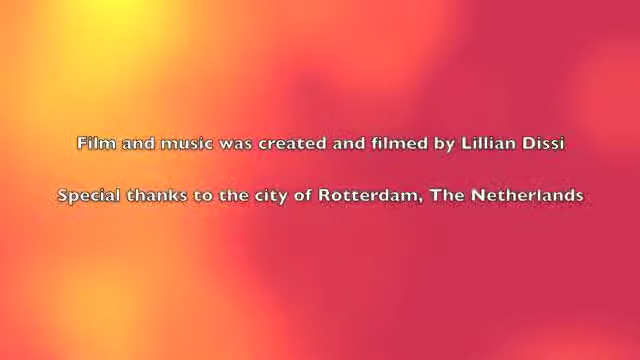 Film and music was created and filmed by Lillian Dissi
Special thanks to the city of Rotterdam, The Netherlands